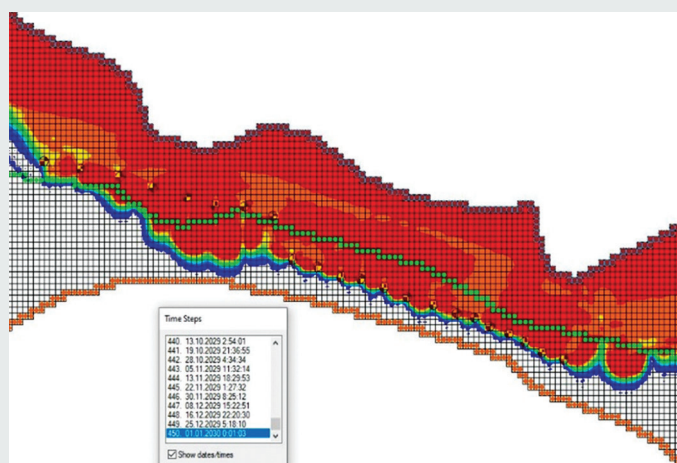 Time Steps
440. 13.10.2029 2:54:01
441. 19.10.2029 21:36:55
442. 28.10.2029 4:34:34
443. 05.11.2029 11:32:14
444. 13.11.2029 18:29:53
445. 22.11.2029 1:27:32
446. 30.11.2029 8:25:12
447. 08.12.2029 15:22:51
448. 16.12.2029 22:20:30
449. 25.12.2029 5:18:10
450. 01.01.2030 0:01:03
Show dates/times